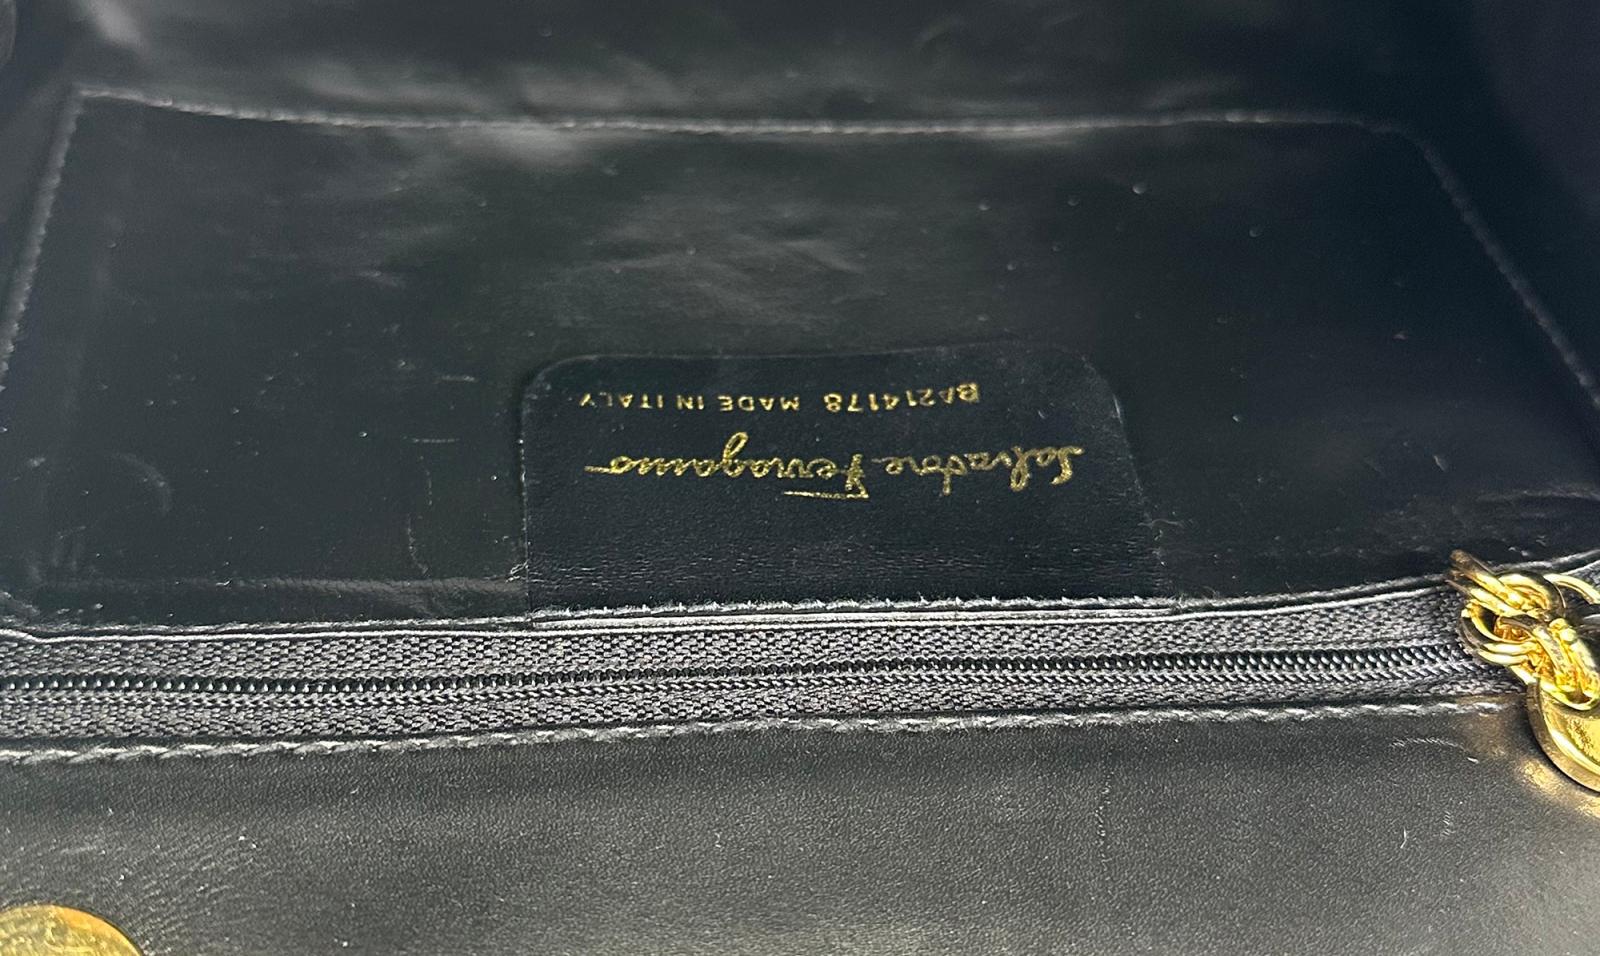 Salvatore Ferragamo
BA214178 MADE IN ITALY